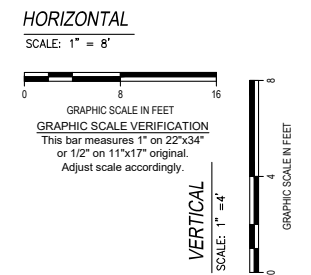 HORIZONTAL
SCALE: 1" = 8'
0 8 16
GRAPHIC SCALE IN FEET
GRAPHIC SCALE VERIFICATION
This bar measures 1" on 22"x34"
or 1/2" on 11"x17" original.
Adjust scale accordingly.
VERTICAL
SCALE: 1" =4'
0 4 8
GRAPHIC SCALE IN FEET